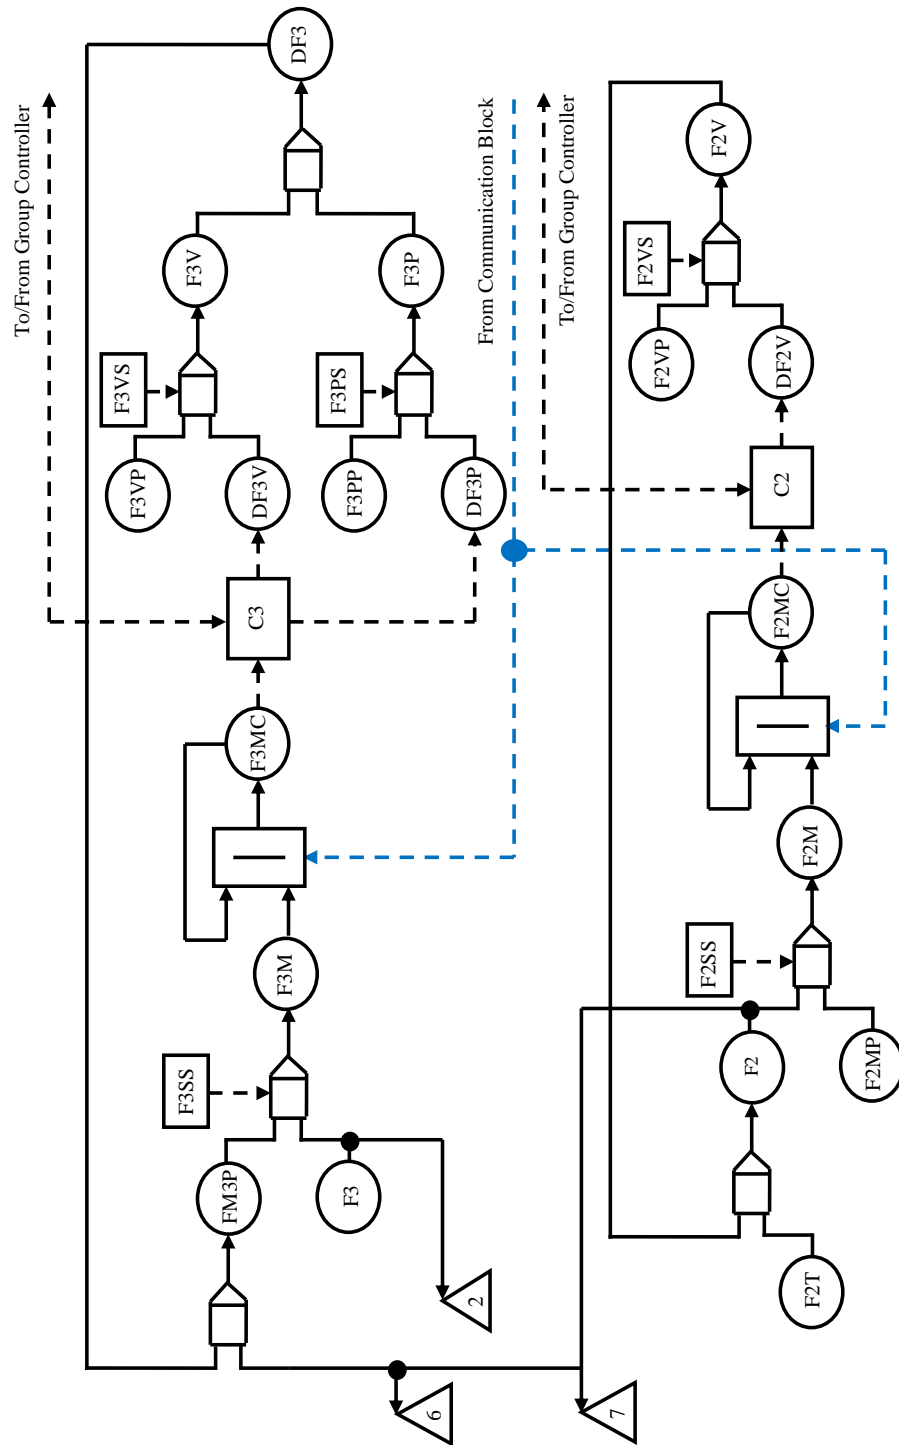 DF3
To/From Group Controller
F3V
F3P
From Communication Block
To/From Group Controller
F2V
F3VS
F3PS
F2VS
F3VP
DF3V
F3PP
DF3P
F2VP
DF2V
C3
C2
F3MC
F2MC
F3M
F2M
F3SS
F2SS
FM3P
F3
F2
F2MP
2
F2T
6
7